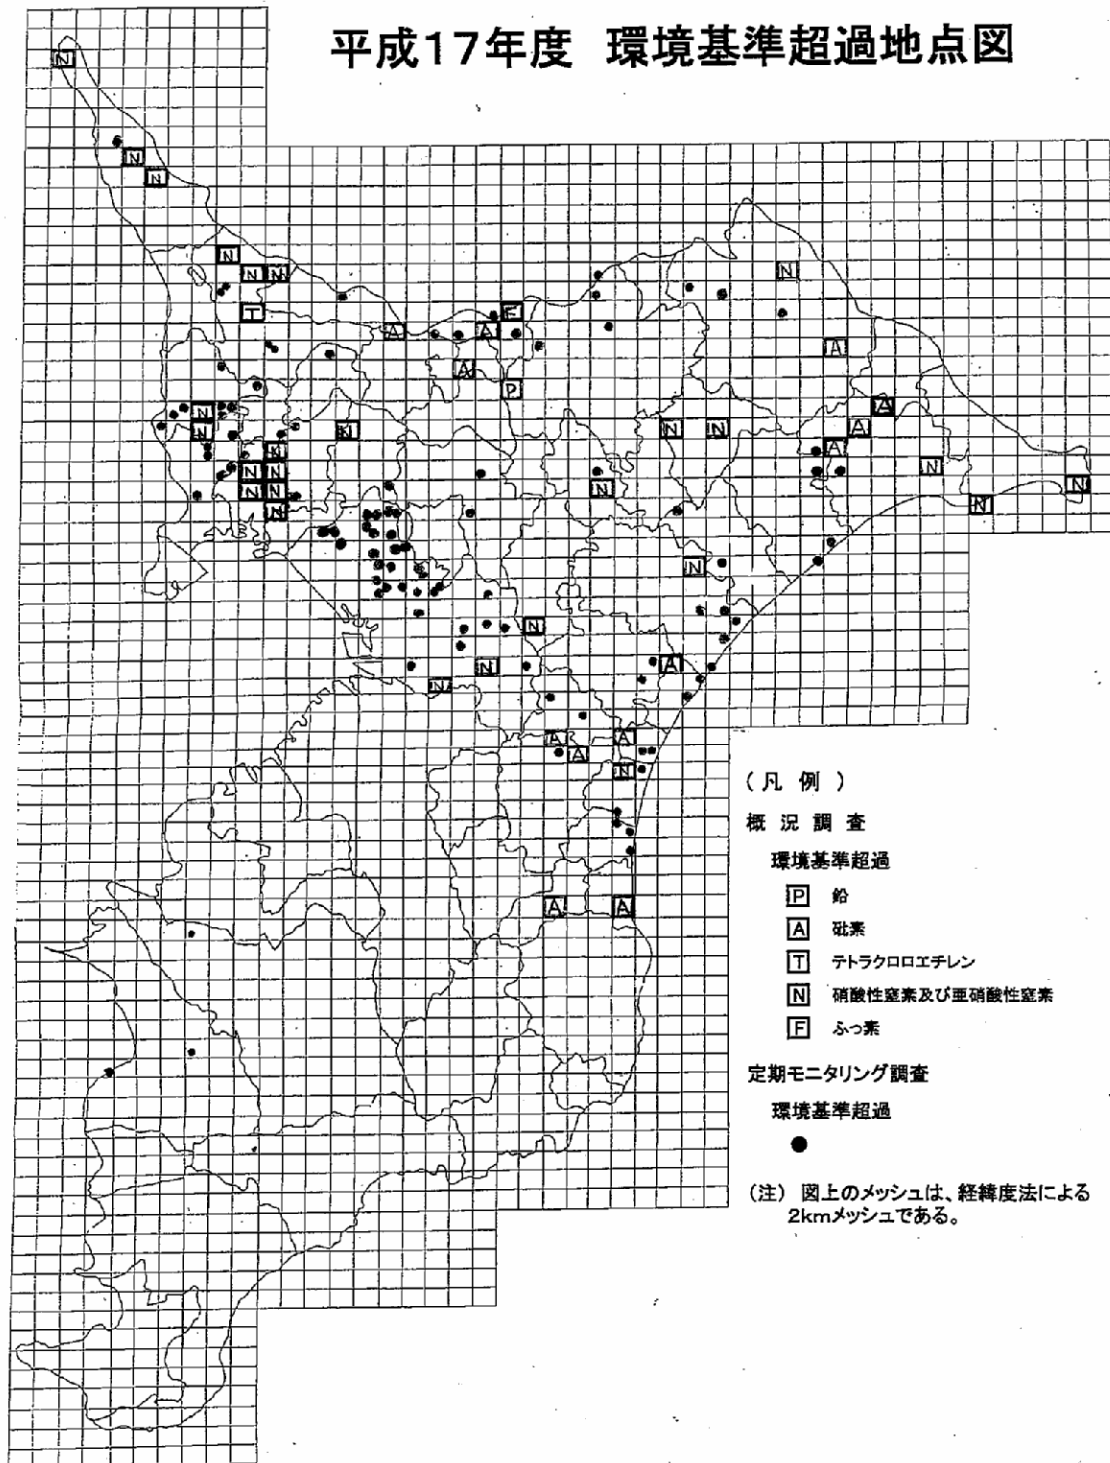 平成17年度 環境基準超過地点図
(凡例)
概況調査
環境基準超過
P 鉛
A 砒素
T テトラクロロエチレン
N 硝酸性窒素及び亜硝酸性窒素
F ふっ素
定期モニタリング調査
環境基準超過
●
(注) 図上のメッシュは、経緯度法による
2kmメッシュである。